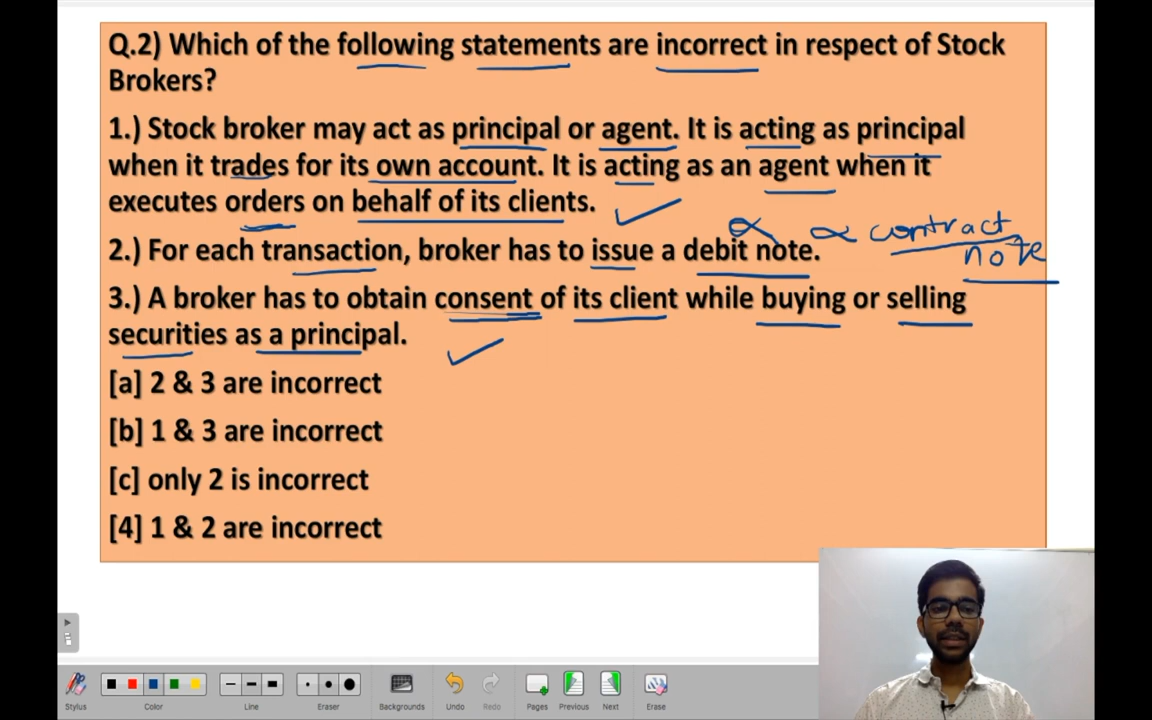 Q.2) Which of the following statements are incorrect in respect of Stock
Brokers?
1.) Stock broker may act as principal or agent. It is acting as principal
when it trades for its own account. It is acting as an agent when it
executes orders on behalf of its clients.
contract
2.) For each transaction, broker has to issue a debit note.
note
3.) A broker has to obtain consent of its client while buying or selling
securities as a principal.
[a] 2 & 3 are incorrect
[b] 1 & 3 are incorrect
[c] only 2 is incorrect
[4] 1 & 2 are incorrect
Stylus Color Line Eraser Backgrounds Undo Redo Pages Previous Next Erase